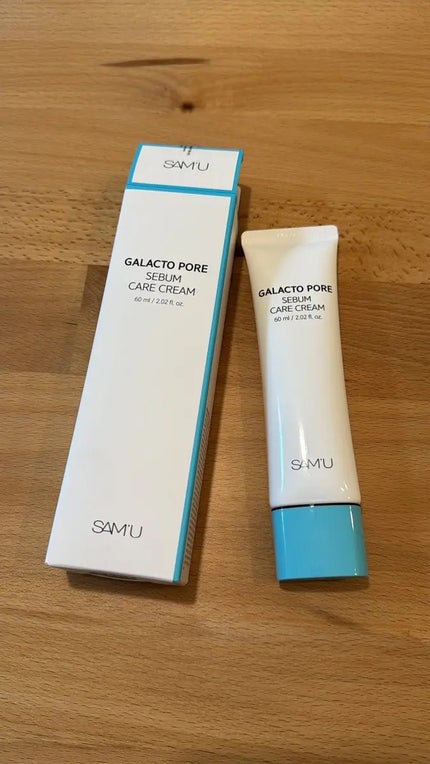 SAM'U
GALACTO PORE
SEBUM
CARE CREAM
60 ml / 2.02 fl. oz.
SAM'U
GALACTO PORE
SEBUM
CARE CREAM
60 ml / 2.02 fl. oz.
SAM'U